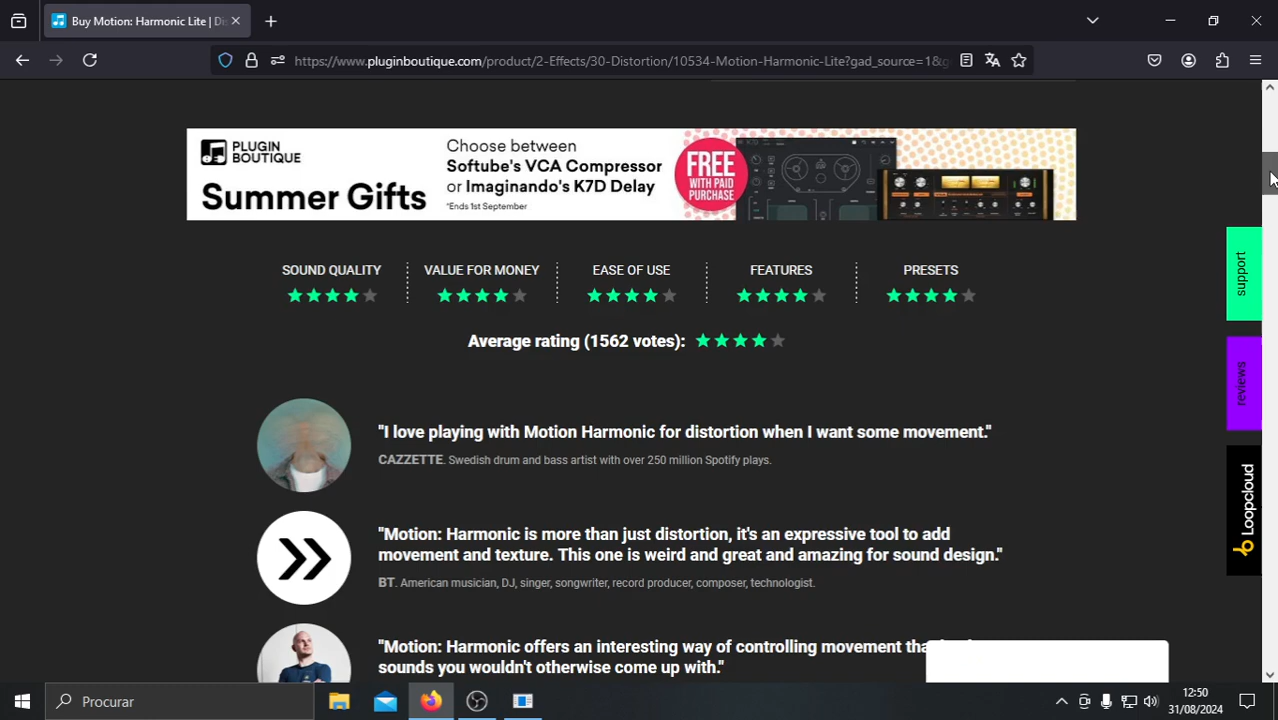 Buy Motion: Harmonic Lite | Dis
https://www.pluginboutique.com/product/2-Effects/30-Distortion/10534-Motion-Harmonic-Lite?gad_source=1&g
PLUGIN
BOUTIQUE
Summer Gifts
Choose between
Softube's VCA Compressor
or Imaginando's K7D Delay
*Ends 1st September
FREE
WITH PAID
PURCHASE
SOUND QUALITY
VALUE FOR MONEY
EASE OF USE
FEATURES
PRESETS
Average rating (1562 votes):
"I love playing with Motion Harmonic for distortion when I want some movement."
CAZZETTE. Swedish drum and bass artist with over 250 million Spotify plays.
"Motion: Harmonic is more than just distortion, it's an expressive tool to add
movement and texture. This one is weird and great and amazing for sound design."
BT. American musician, DJ, singer, songwriter, record producer, composer, technologist.
"Motion: Harmonic offers an interesting way of controlling movement
sounds you wouldn't otherwise come up with."
support
reviews
Loopcloud
Procurar
12:50
31/08/2024